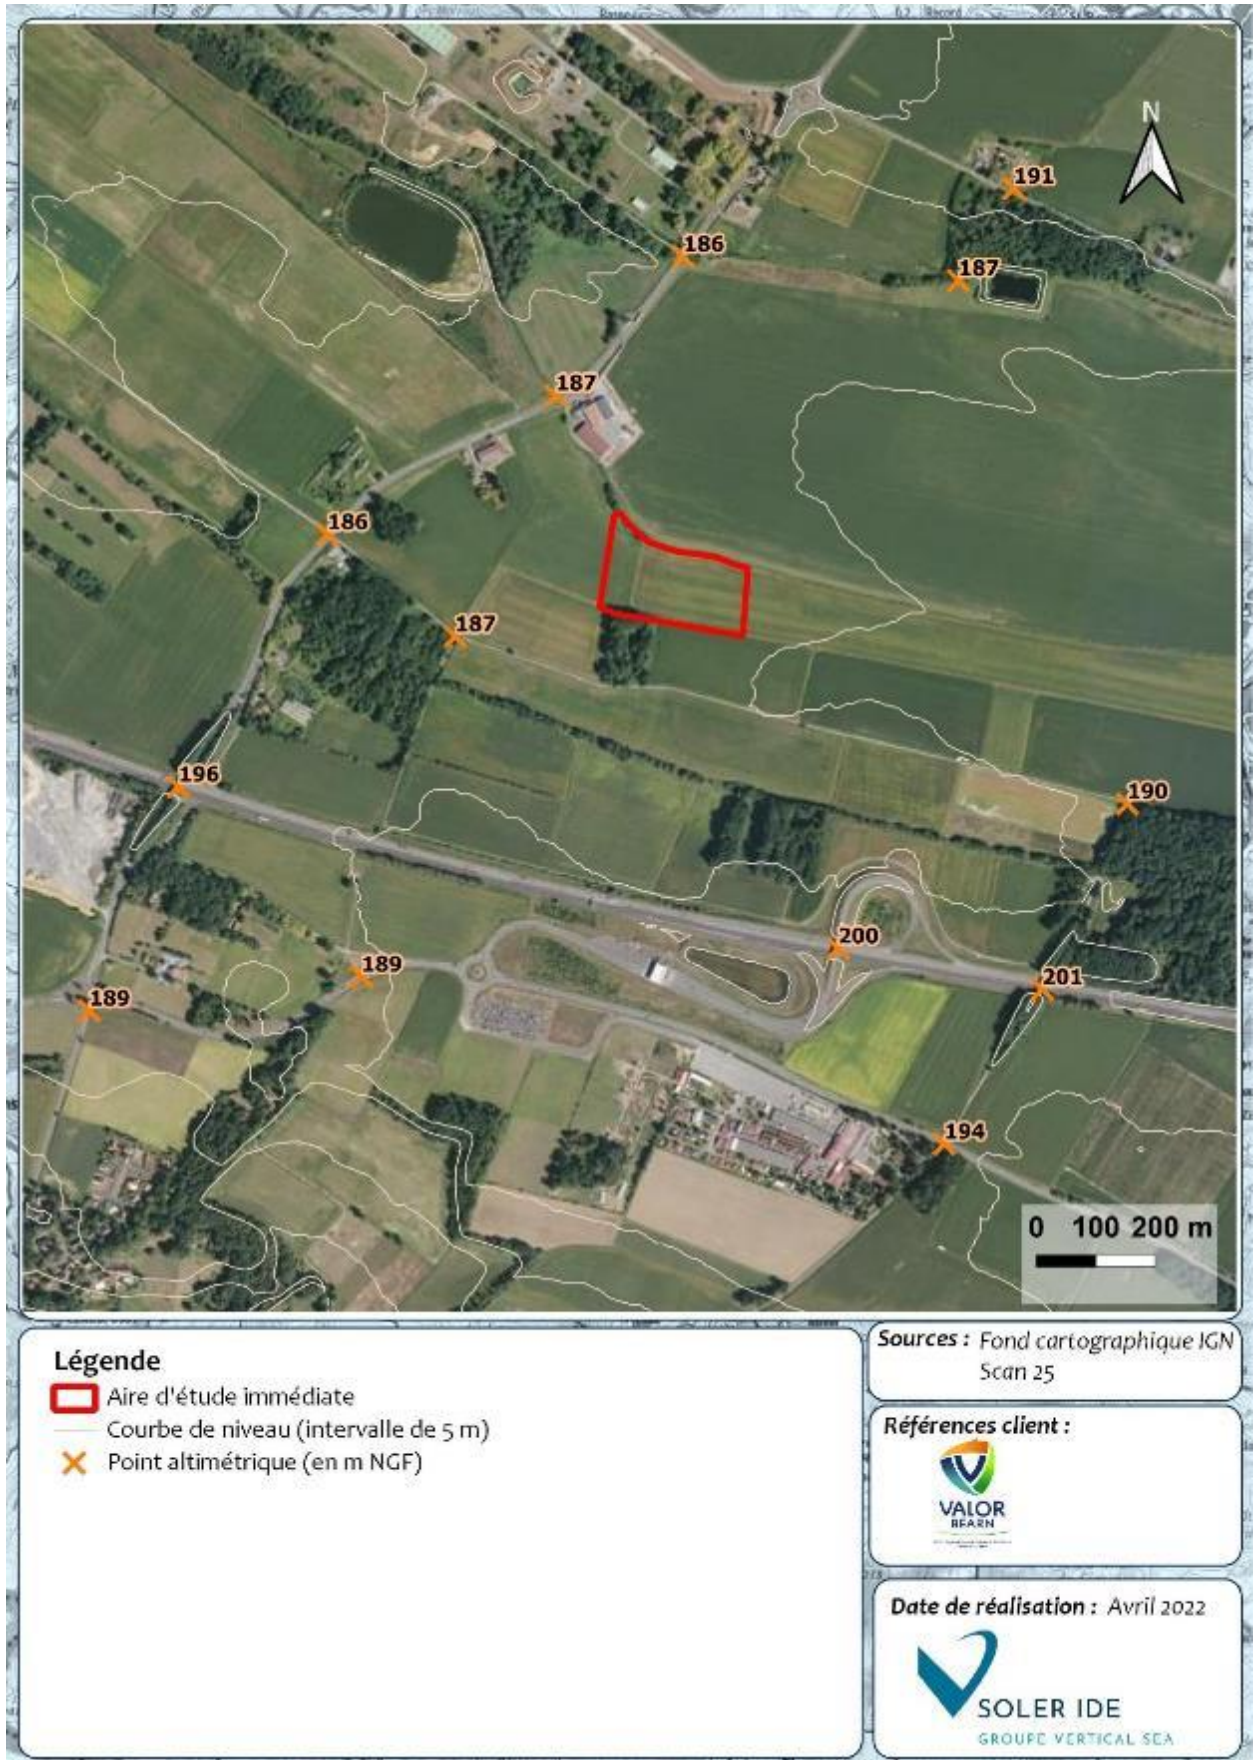 N
191
186
187
187
186
187
196
190
200
189
201
189
194
0 100 200 m
Légende
Aire d'étude immédiate
Courbe de niveau (intervalle de 5 m)
Point altimétrique (en m NGF)
Sources : Fond cartographique IGN
Scan 25
Références client :
VALOR
BEARN
Date de réalisation : Avril 2022
SOLER IDE
GROUPE VERTICAL SEA